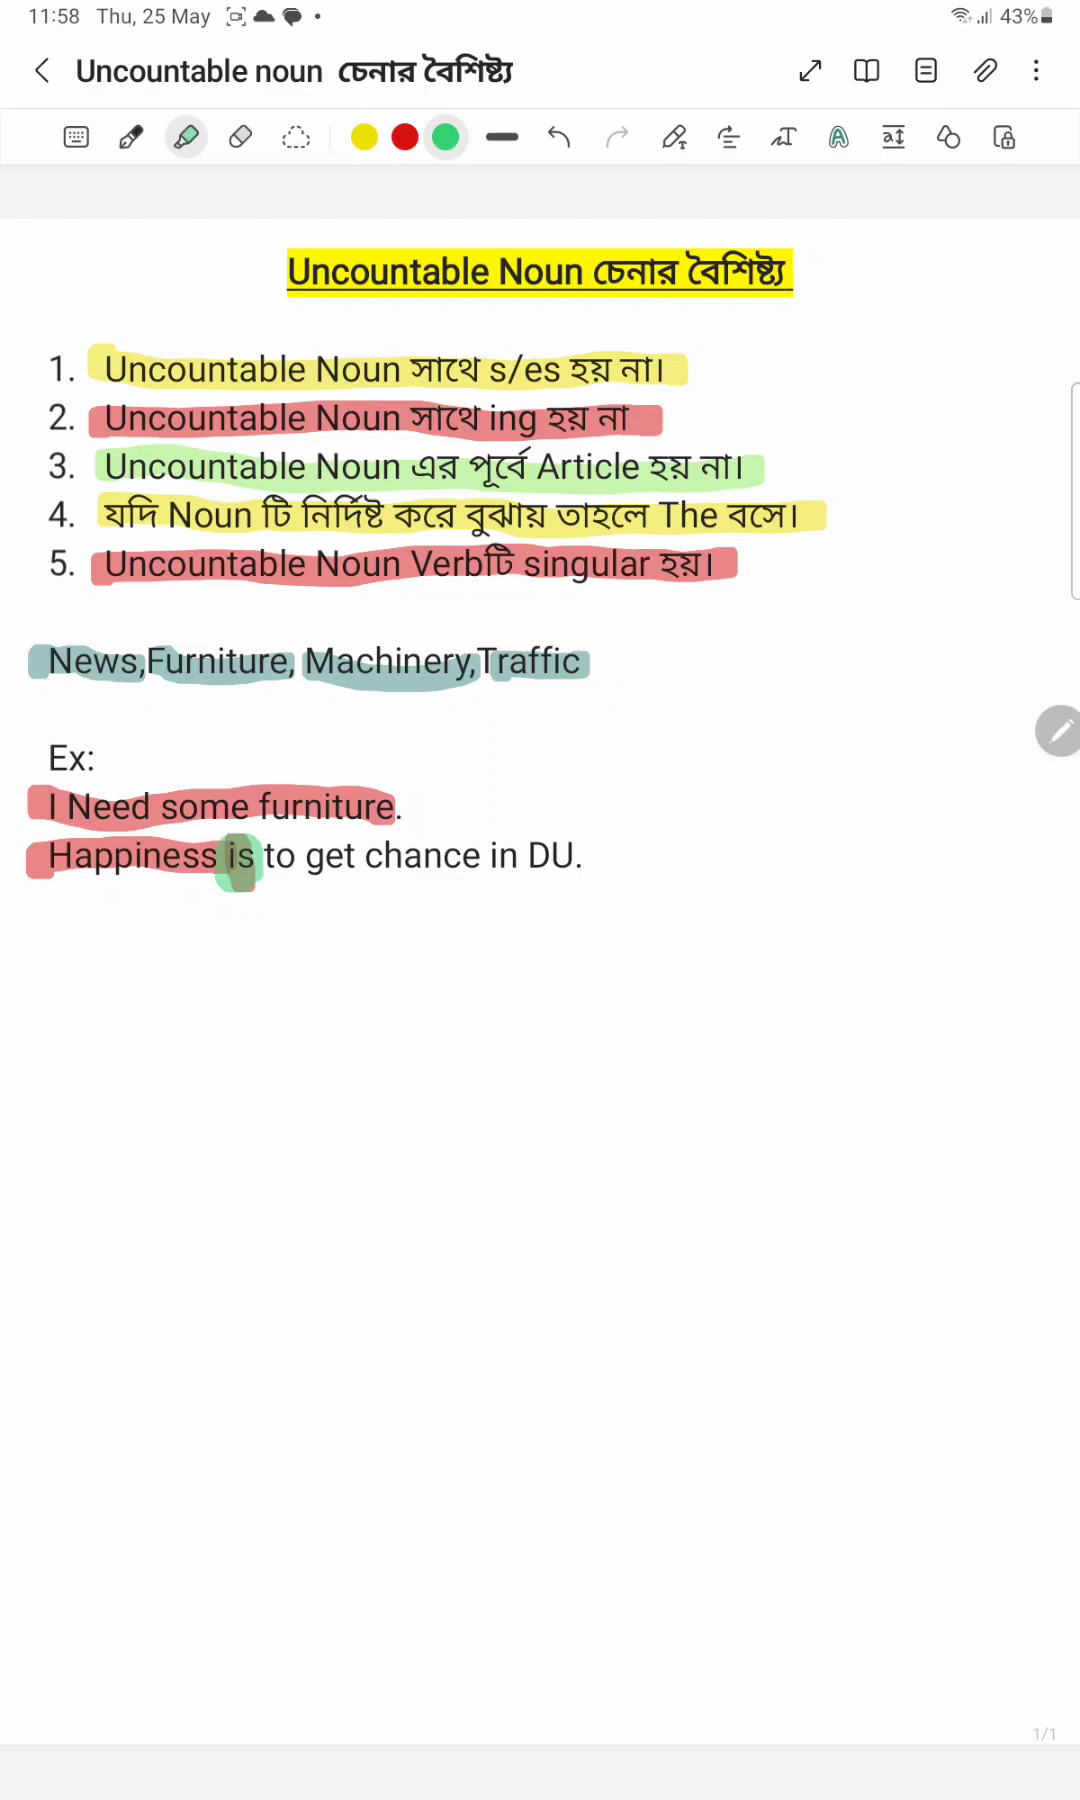 11:58 Thu, 25 May 43%
Uncountable noun চেনার বৈশিষ্ট্য
Uncountable Noun চেনার বৈশিষ্ট্য
1. Uncountable Noun সাথে s/es হয় না।
2. Uncountable Noun সাথে ing হয় না
3. Uncountable Noun এর পূর্বে Article হয় না।
4. যদি Noun টি নির্দিষ্ট করে বুঝায় তাহলে The বসে।
5. Uncountable Noun Verbটি singular হয়।
News,Furniture, Machinery,Traffic
Ex:
I Need some furniture.
Happiness is to get chance in DU.
1/1